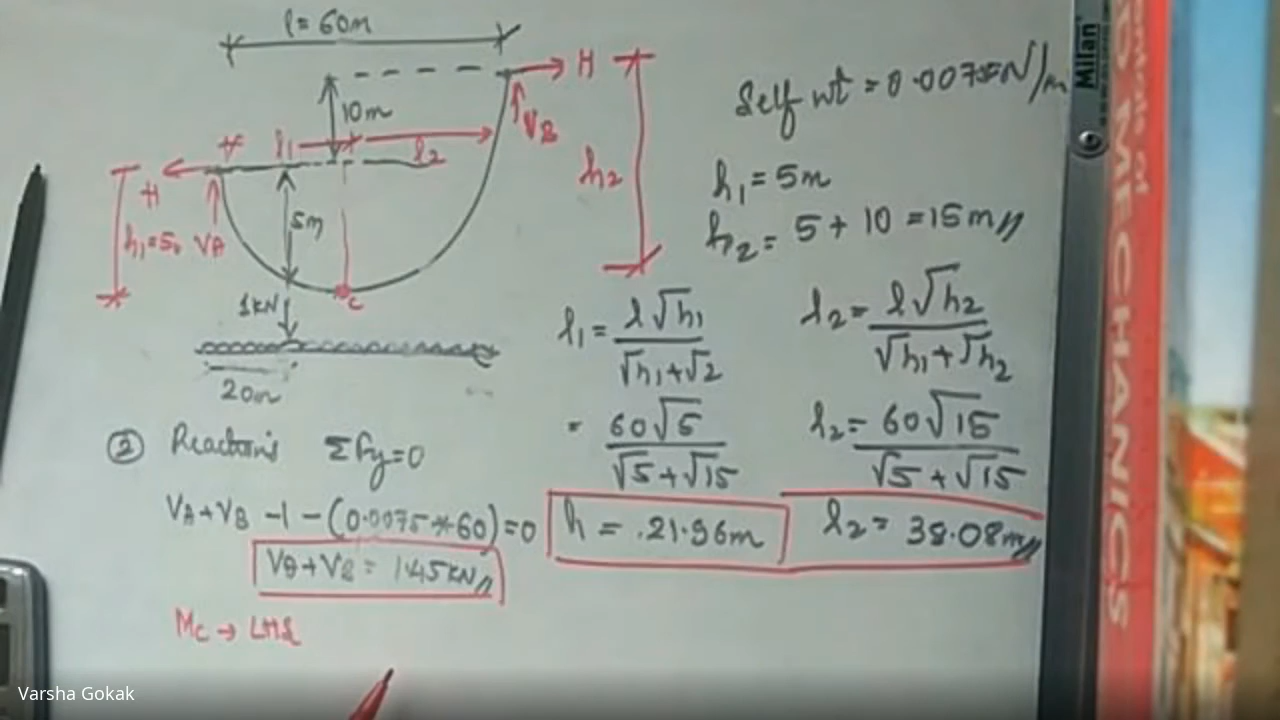 l = 60m
H
10m
H l1 l2
VB
h2
H
h1=5m VA
5m
C
1kN
20m
Self wt = 0.0075kN/m
h1 = 5m
h2 = 5 + 10 = 15m//
l1 = l√h1 / √h1+√2
l2 = l√h2 / √h1+√h2
= 60√5 / √5+√15
l2 = 60√15 / √5+√15
h = .21.96m
l2 = 38.08m//
② Reactions ΣFy=0
VA+VB -1-(0.0075*60)=0
VA+VB = 1.45kN//
Mc → LHS
Milan
MECHANICS
Varsha Gokak